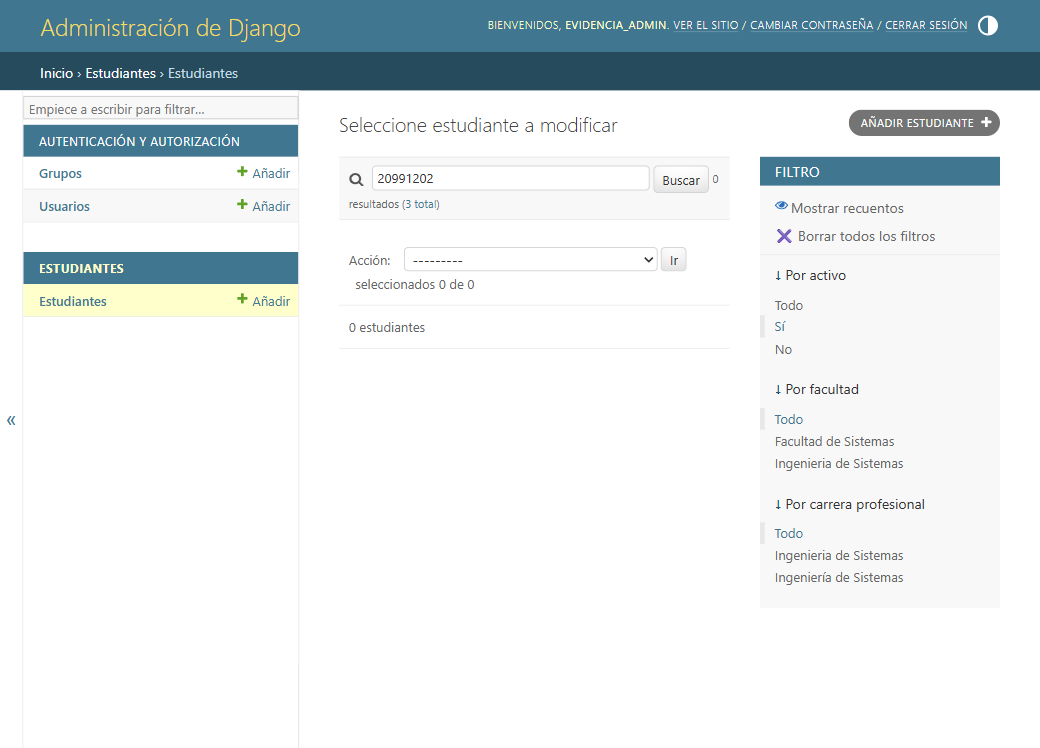 Administración de Django
BIENVENIDOS, EVIDENCIA_ADMIN. VER EL SITIO / CAMBIAR CONTRASEÑA / CERRAR SESIÓN
Inicio › Estudiantes › Estudiantes
Empiece a escribir para filtrar...
AUTENTICACIÓN Y AUTORIZACIÓN
Grupos + Añadir
Usuarios + Añadir
ESTUDIANTES
Estudiantes + Añadir
«
Seleccione estudiante a modificar
AÑADIR ESTUDIANTE +
20991202 Buscar 0
resultados (3 total)
Acción: --------- Ir
seleccionados 0 de 0
0 estudiantes
FILTRO
Mostrar recuentos
Borrar todos los filtros
↓ Por activo
Todo
Sí
No
↓ Por facultad
Todo
Facultad de Sistemas
Ingenieria de Sistemas
↓ Por carrera profesional
Todo
Ingenieria de Sistemas
Ingeniería de Sistemas